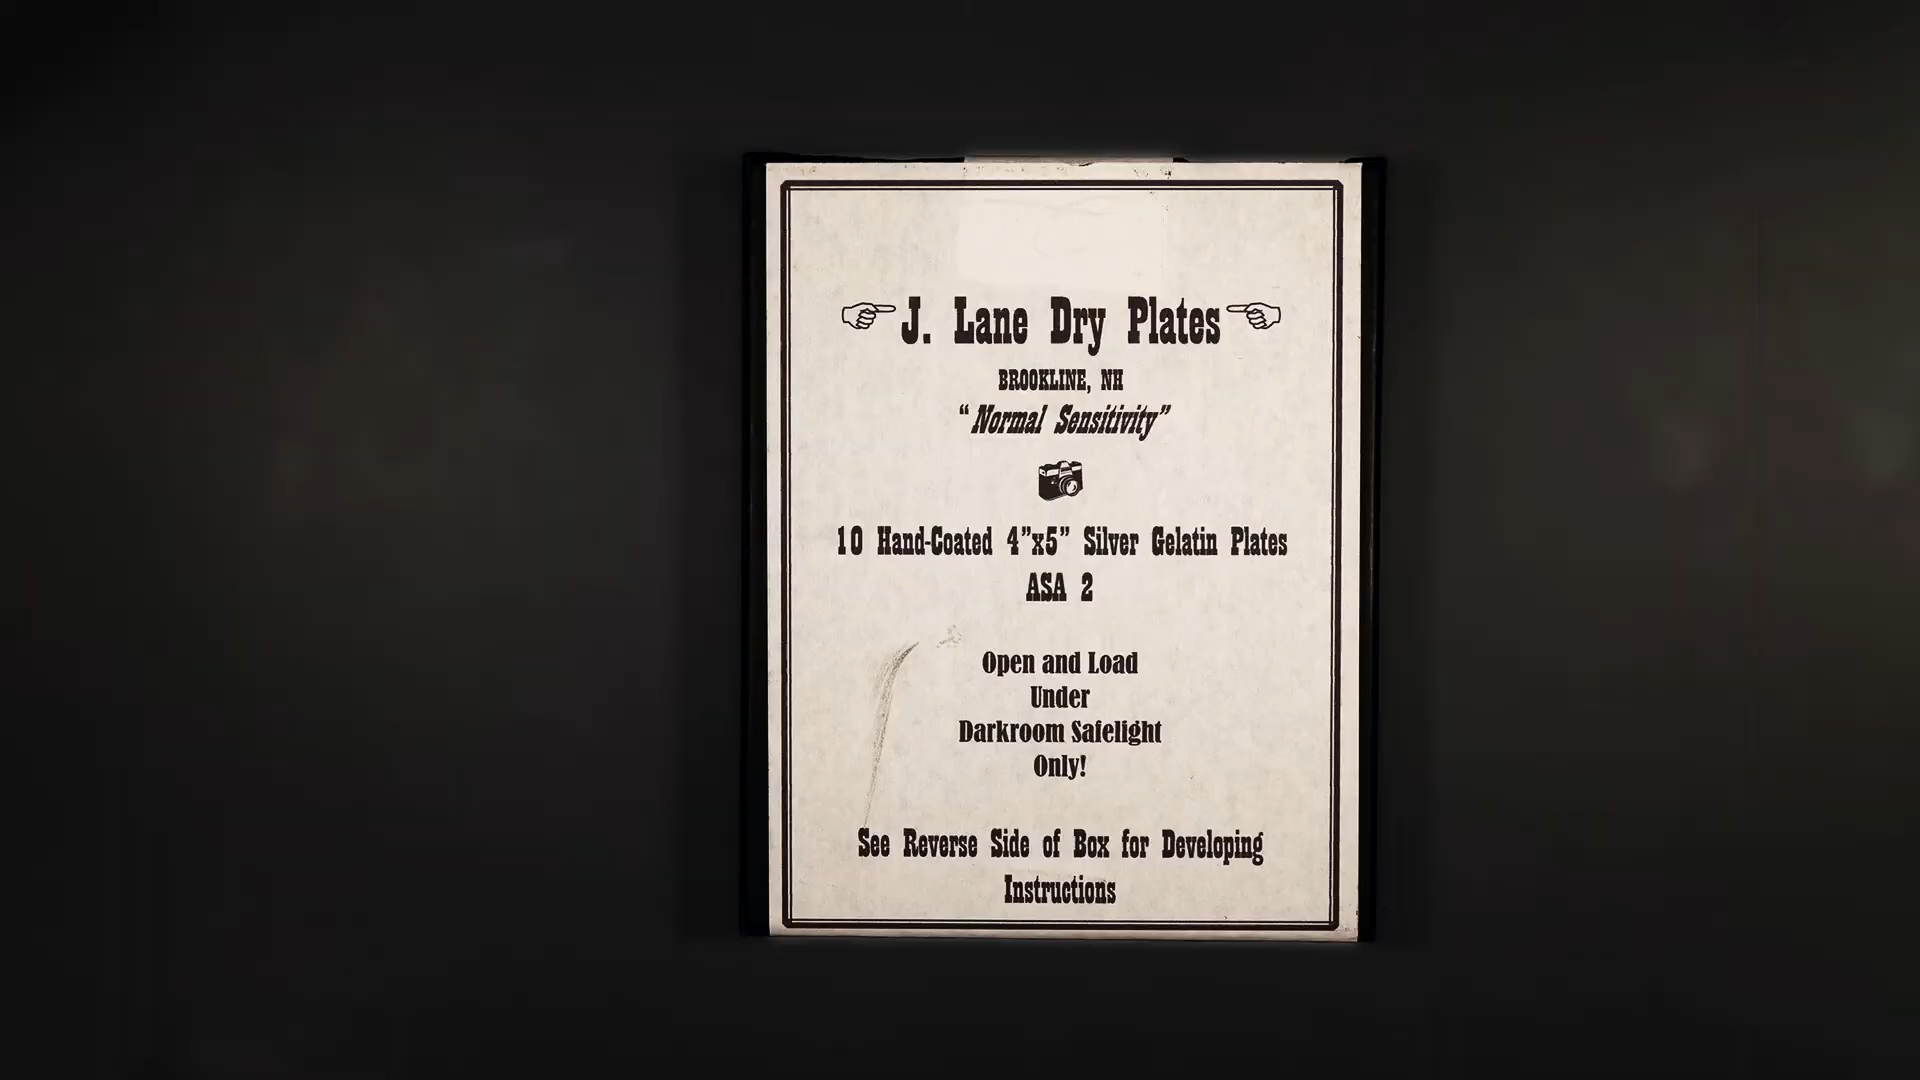 J. Lane Dry Plates
BROOKLINE, NH
“Normal Sensitivity”
10 Hand-Coated 4”x5” Silver Gelatin Plates
ASA 2
Open and Load
Under
Darkroom Safelight
Only!
See Reverse Side of Box for Developing
Instructions